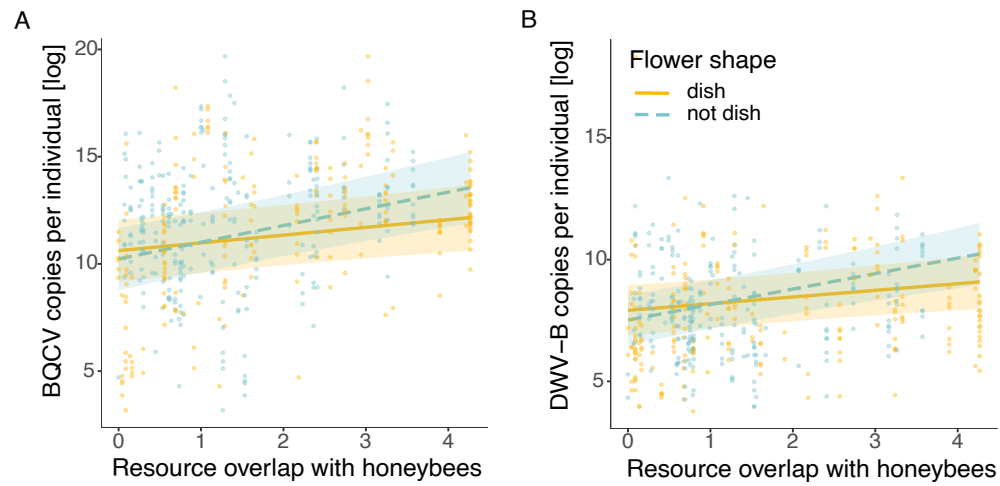 A
BQCV copies per individual [log]
20
15
10
5
0 1 2 3 4
Resource overlap with honeybees
B
DWV−B copies per individual [log]
Flower shape
dish
not dish
15
10
5
0 1 2 3 4
Resource overlap with honeybees